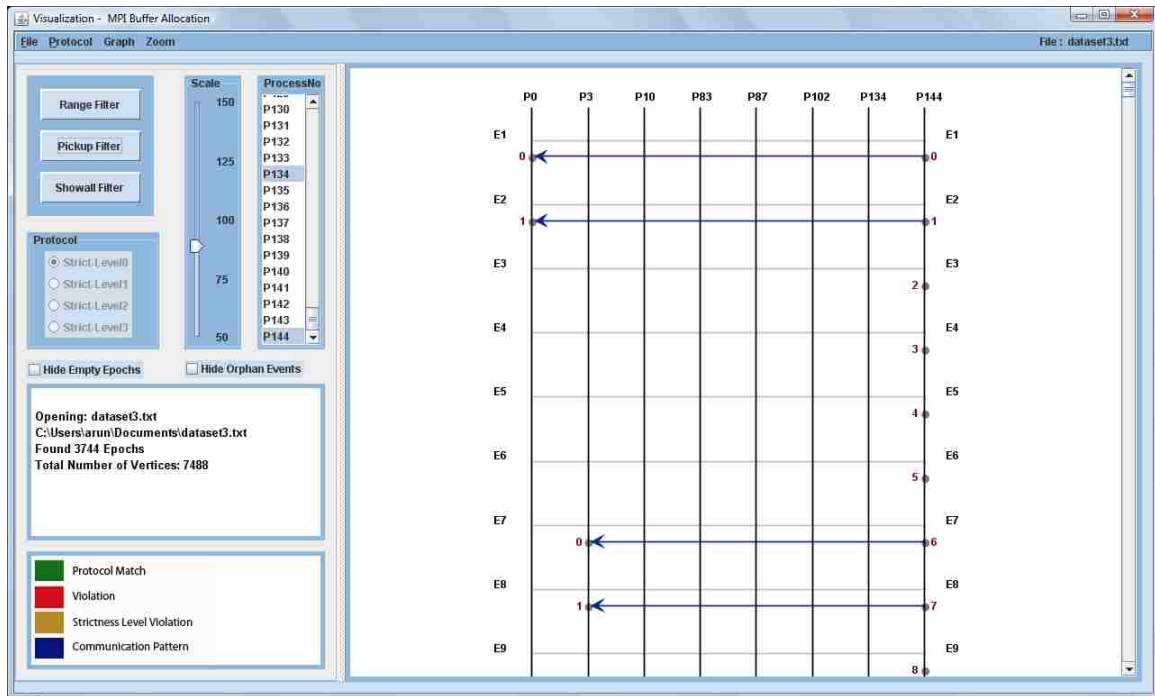 Visualization - MPI Buffer Allocation
File Protocol Graph Zoom
File : dataset3.txt
Range Filter
Pickup Filter
Showall Filter
Scale
150
125
100
75
50
ProcessNo
P130
P131
P132
P133
P134
P135
P136
P137
P138
P139
P140
P141
P142
P143
P144
Protocol
Strict-Level0
Strict-Level1
Strict-Level2
Strict-Level3
Hide Empty Epochs
Hide Orphan Events
Opening: dataset3.txt
C:\Users\arun\Documents\dataset3.txt
Found 3744 Epochs
Total Number of Vertices: 7488
Protocol Match
Violation
Strictness Level Violation
Communication Pattern
P0 P3 P10 P83 P87 P102 P134 P144
E1 E1
0 0
E2 E2
1 1
E3 E3
2
E4 E4
3
E5 E5
4
E6 E6
5
E7 E7
0 6
E8 E8
1 7
E9 E9
8